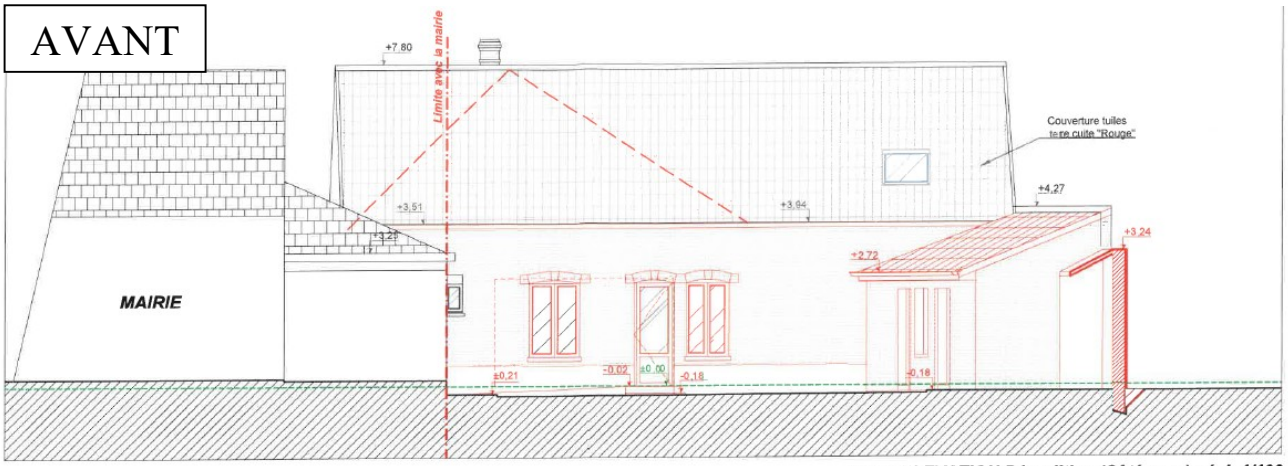 AVANT
Limite avec la mairie
+7.80
Couverture tuiles
terre cuite "Rouge"
+4,27
+3.51
+3.94
+3.24
+3.25
+2.72
MAIRIE
±0,21
-0.02
±0.00
-0,18
-0,18